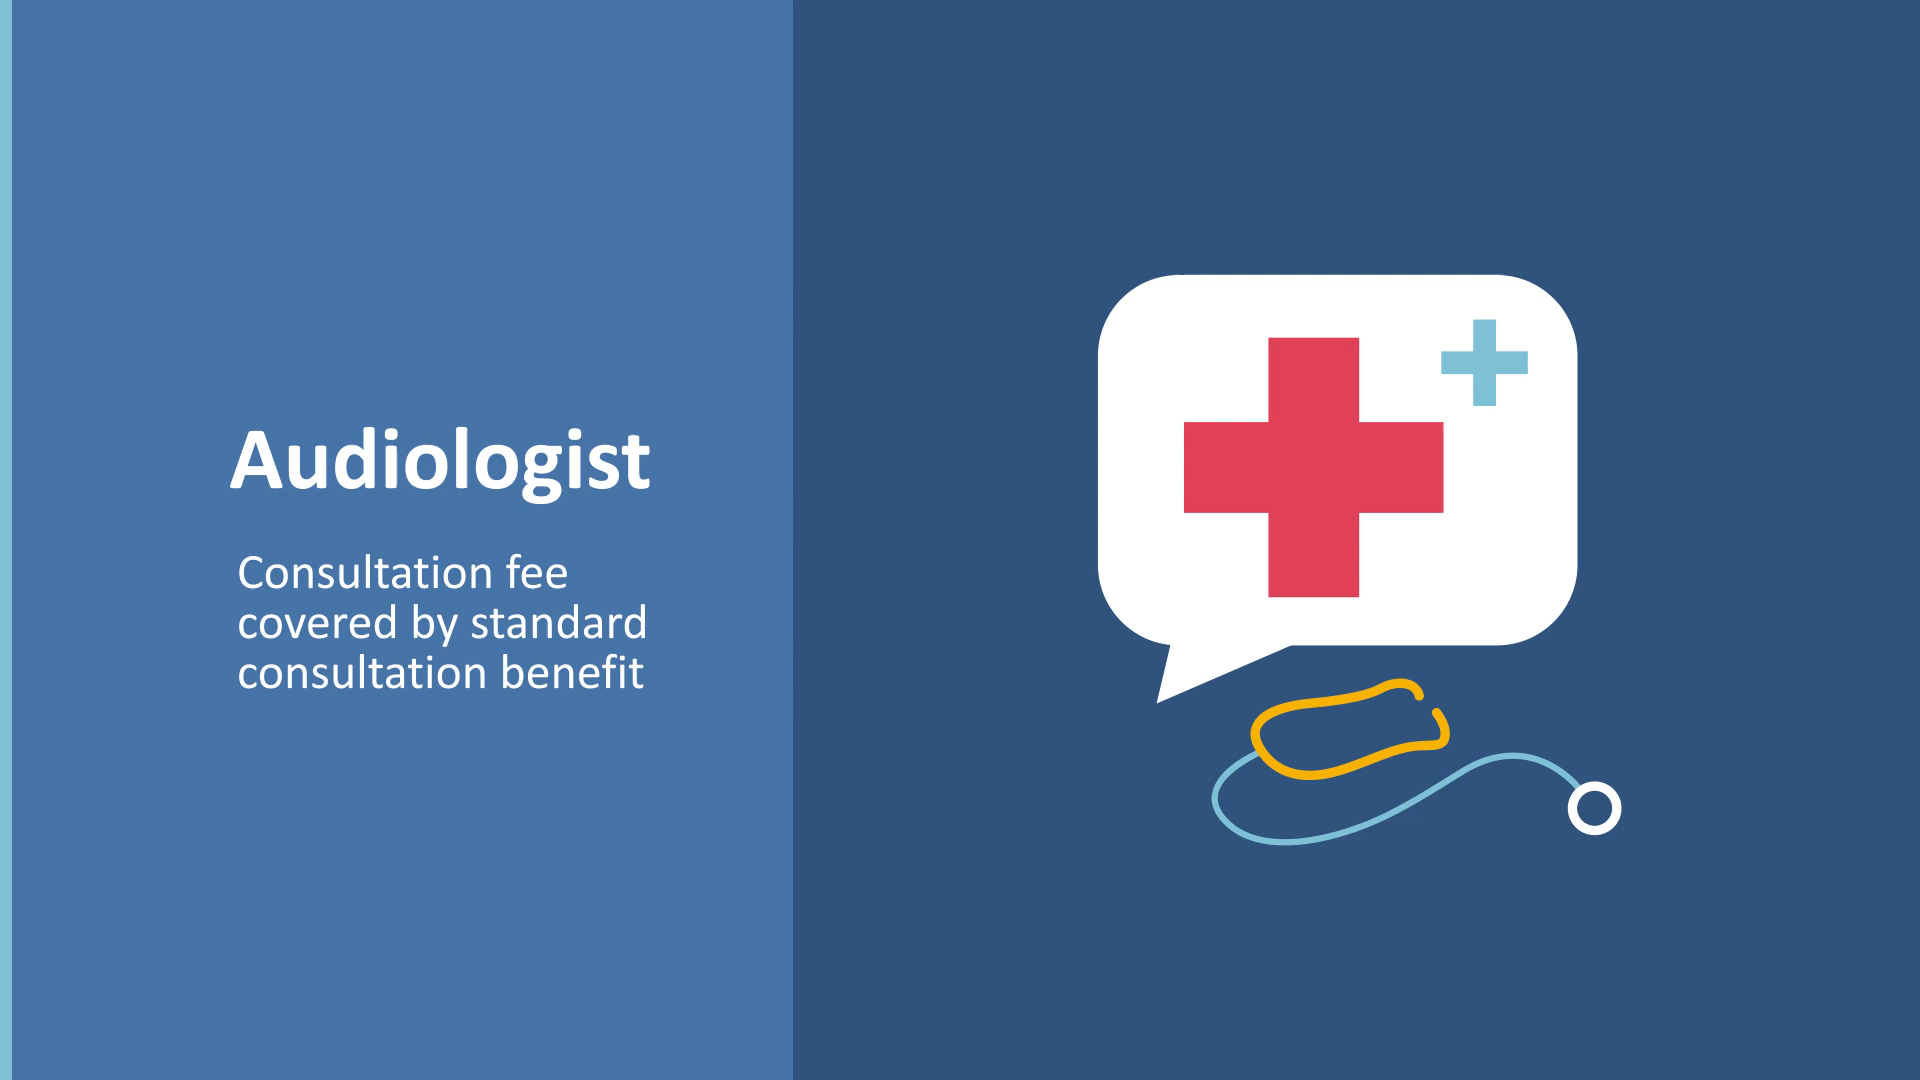 Audiologist
Consultation fee
covered by standard
consultation benefit